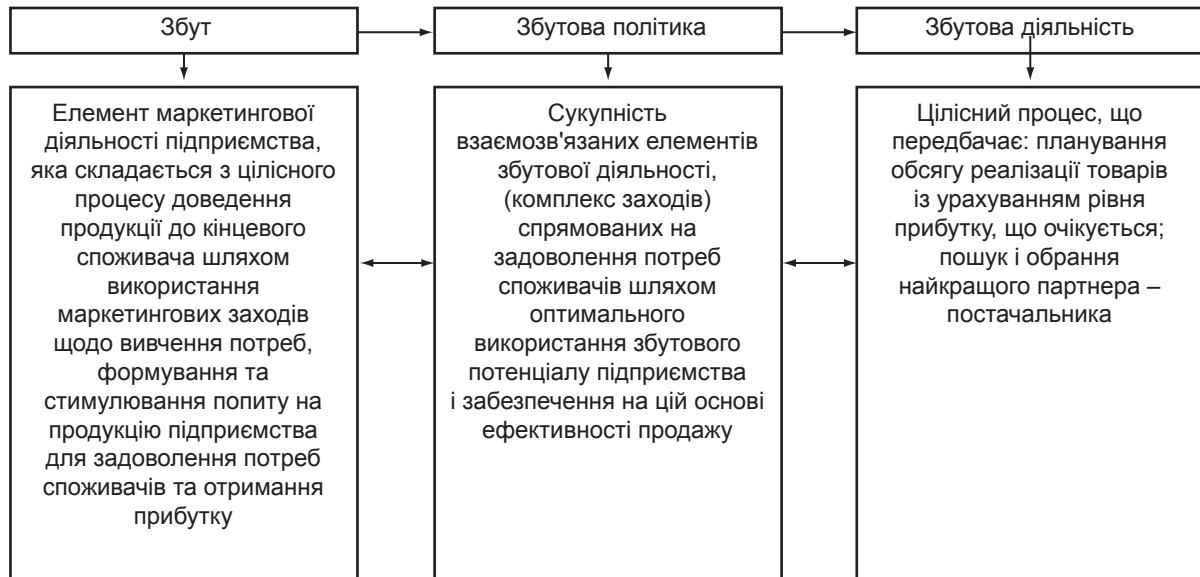 Збут
Збутова політика
Збутова діяльність
Елемент маркетингової
діяльності підприємства,
яка складається з цілісного
процесу доведення
продукції до кінцевого
споживача шляхом
використання
маркетингових заходів
щодо вивчення потреб,
формування та
стимулювання попиту на
продукцію підприємства
для задоволення потреб
споживачів та отримання
прибутку
Сукупність
взаємозв'язаних елементів
збутової діяльності,
(комплекс заходів)
спрямованих на
задоволення потреб
споживачів шляхом
оптимального
використання збутового
потенціалу підприємства
і забезпечення на цій основі
ефективності продажу
Цілісний процес, що
передбачає: планування
обсягу реалізації товарів
із урахуванням рівня
прибутку, що очікується;
пошук і обрання
найкращого партнера –
постачальника